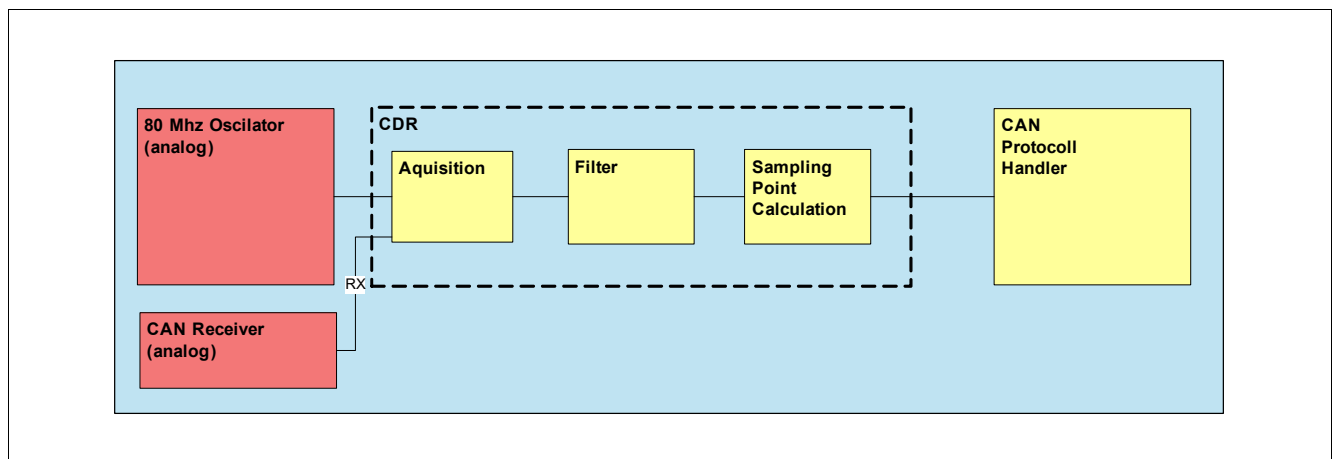 80 Mhz Oscilator
(analog)
CDR
Aquisition
Filter
Sampling
Point
Calculation
CAN
Protocoll
Handler
RX
CAN Receiver
(analog)